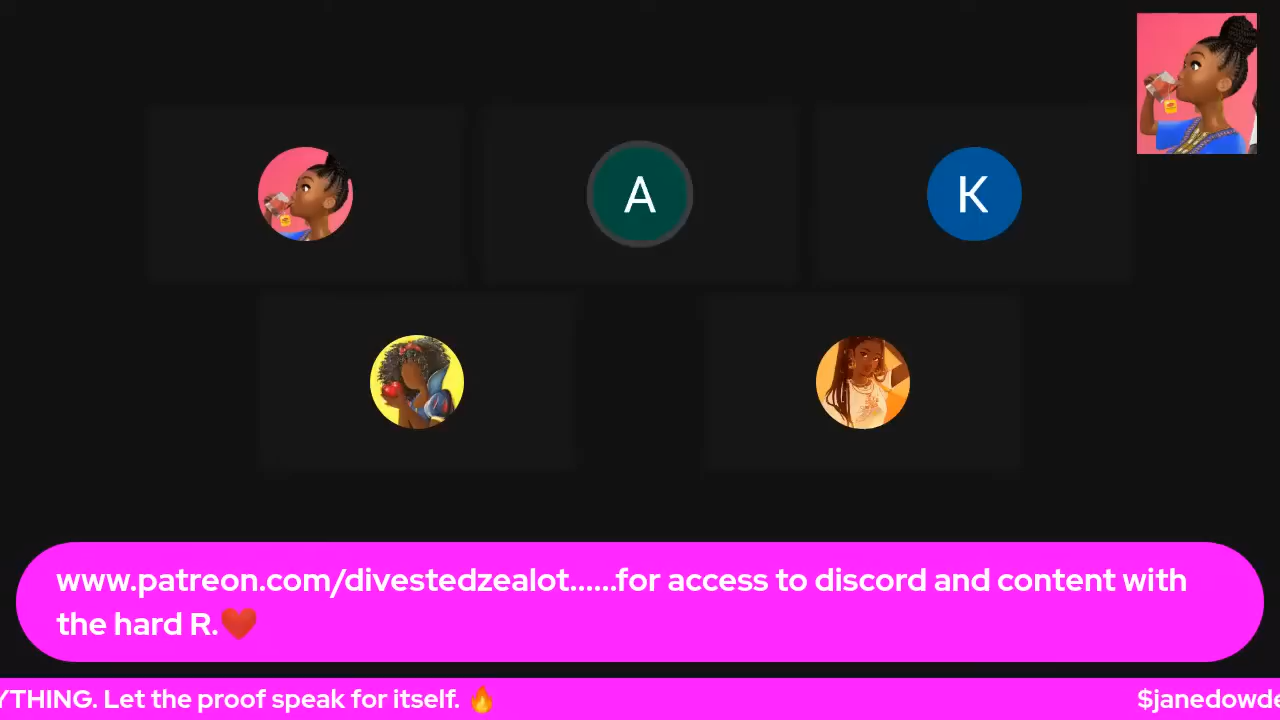 A
K
www.patreon.com/divestedzealot......for access to discord and content with
the hard R.❤️
YTHING. Let the proof speak for itself. 🔥 $janedowde